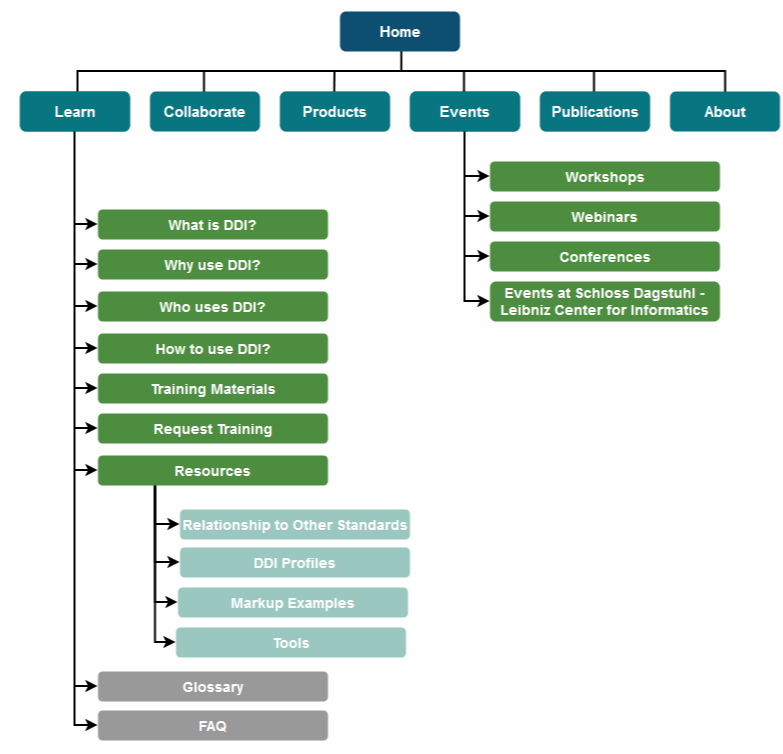 Home
Learn
Collaborate
Products
Events
Publications
About
Workshops
Webinars
Conferences
Events at Schloss Dagstuhl -
Leibniz Center for Informatics
What is DDI?
Why use DDI?
Who uses DDI?
How to use DDI?
Training Materials
Request Training
Resources
Relationship to Other Standards
DDI Profiles
Markup Examples
Tools
Glossary
FAQ